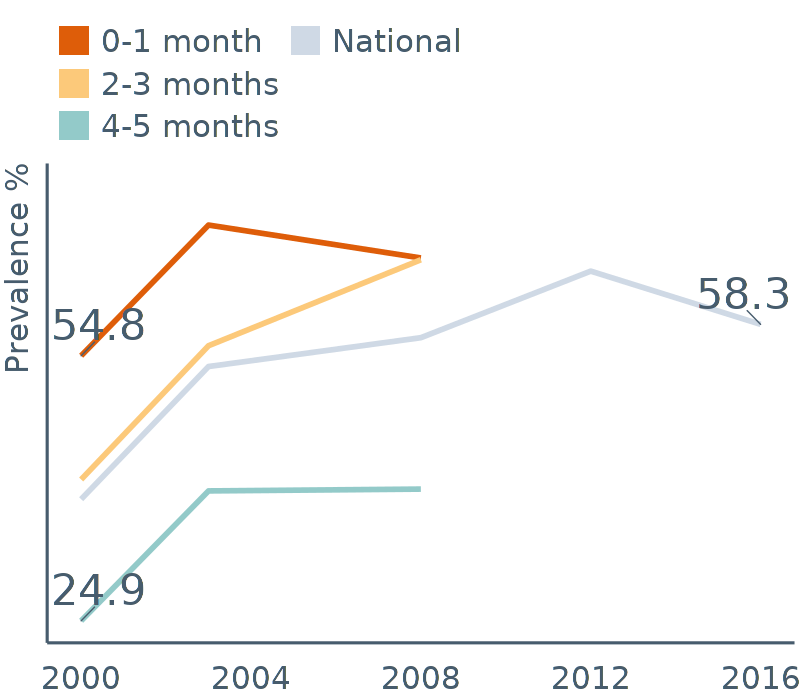 0-1 month
National
2-3 months
4-5 months
Prevalence %
54.8
58.3
24.9
2000 2004 2008 2012 2016